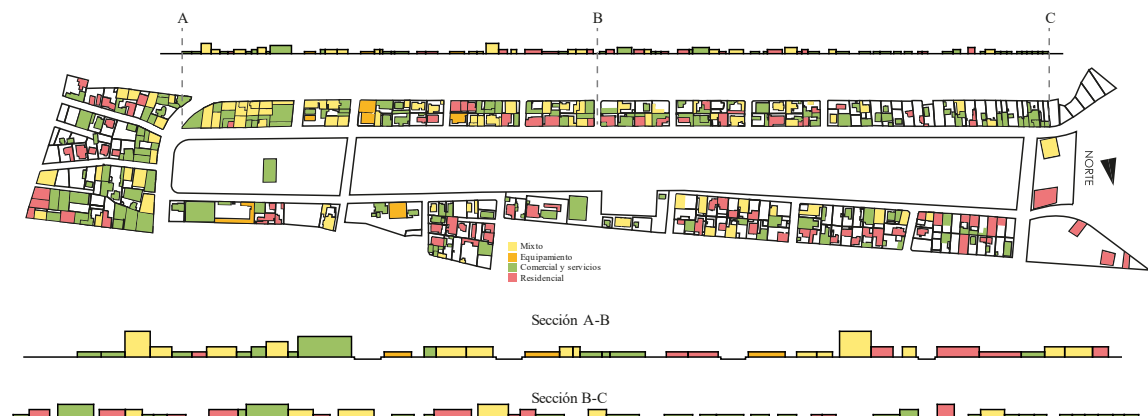 A
B
C
NORTE
Mixto
Equipamiento
Comercial y servicios
Residencial
Sección A-B
Sección B-C